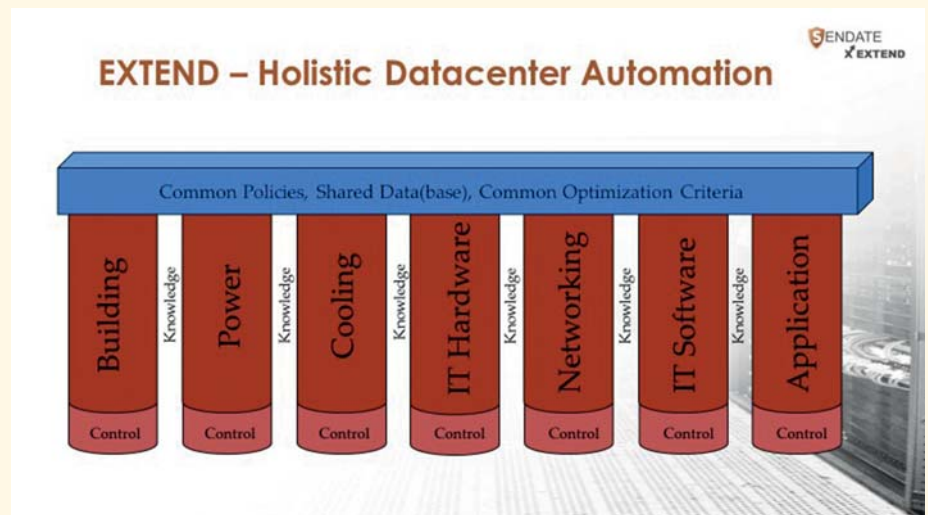 SENDATE
EXTEND
EXTEND – Holistic Datacenter Automation
Common Policies, Shared Data(base), Common Optimization Criteria
Building
Knowledge
Power
Knowledge
Cooling
Knowledge
IT Hardware
Knowledge
Networking
Knowledge
IT Software
Knowledge
Application
Control
Control
Control
Control
Control
Control
Control